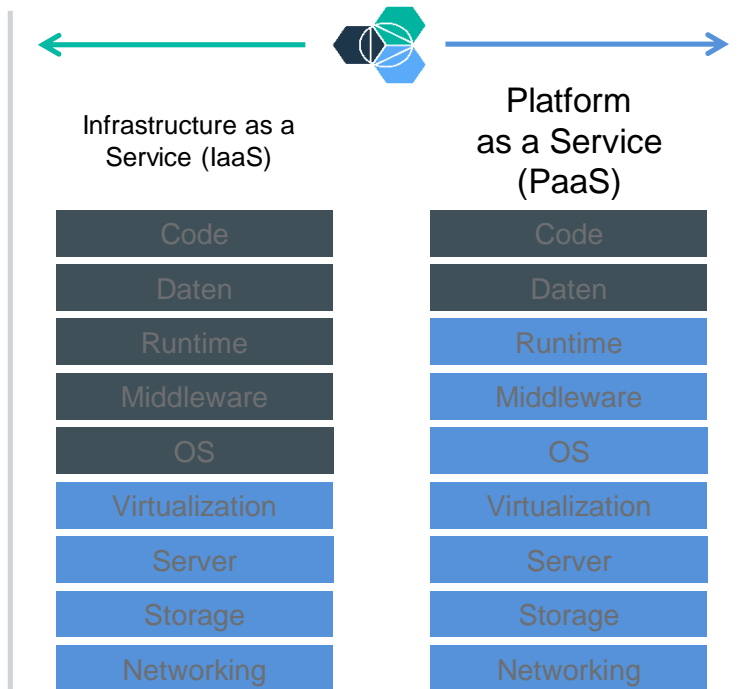 Infrastructure as a
Service (IaaS)
Code
Daten
Runtime
Middleware
OS
Virtualization
Server
Storage
Networking
Platform
as a Service
(PaaS)
Code
Daten
Runtime
Middleware
OS
Virtualization
Server
Storage
Networking